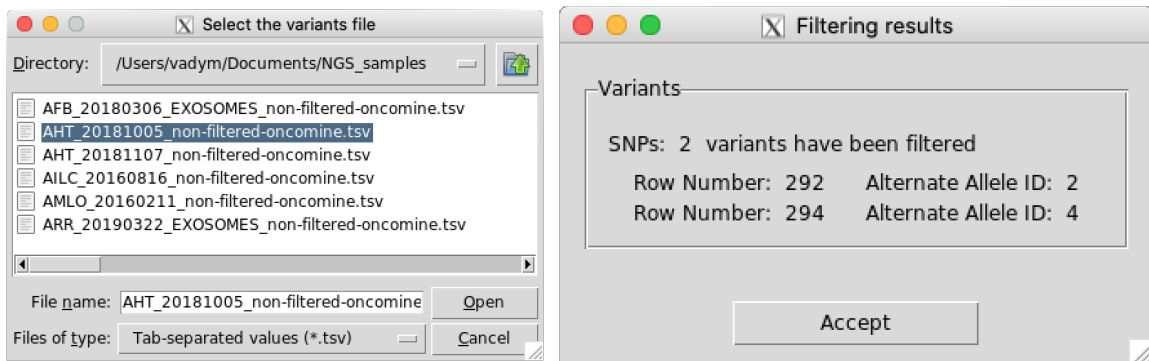 Select the variants file
Directory: /Users/vadym/Documents/NGS_samples
AFB_20180306_EXOSOMES_non-filtered-oncomine.tsv
AHT_20181005_non-filtered-oncomine.tsv
AHT_20181107_non-filtered-oncomine.tsv
AILC_20160816_non-filtered-oncomine.tsv
AMLO_20160211_non-filtered-oncomine.tsv
ARR_20190322_EXOSOMES_non-filtered-oncomine.tsv
File name: AHT_20181005_non-filtered-oncomine Open
Files of type: Tab-separated values (*.tsv) Cancel
Filtering results
Variants
SNPs: 2 variants have been filtered
Row Number: 292 Alternate Allele ID: 2
Row Number: 294 Alternate Allele ID: 4
Accept